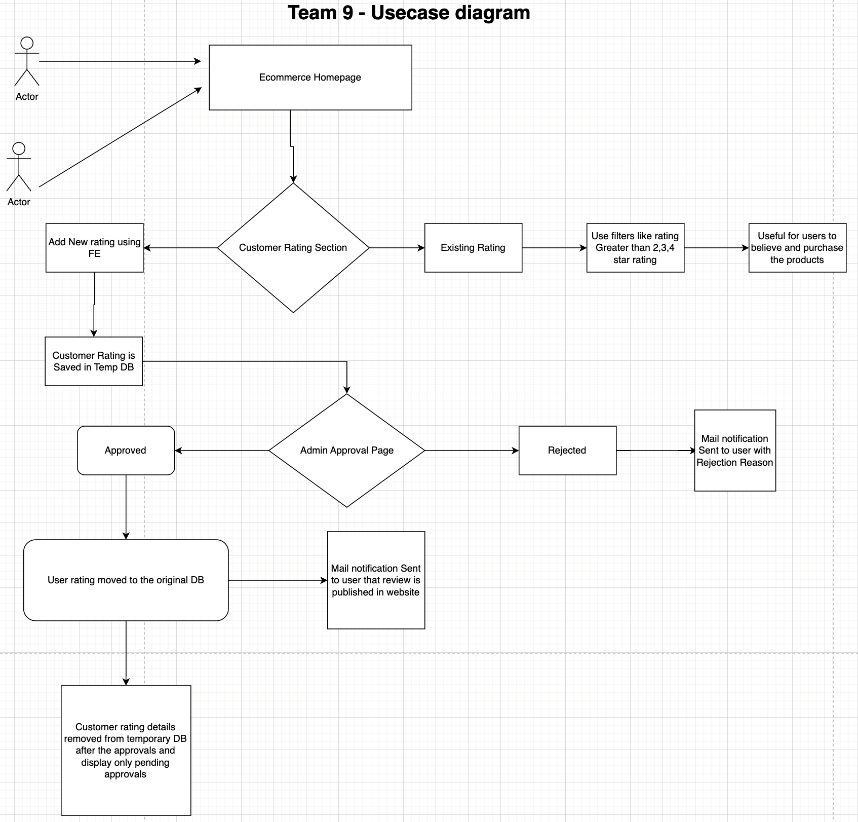 Team 9 - Usecase diagram
Actor
Ecommerce Homepage
Actor
Add New rating using
FE
Customer Rating Section
Existing Rating
Use filters like rating
Greater than 2,3,4
star rating
Useful for users to
believe and purchase
the products
Customer Rating is
Saved in Temp DB
Approved
Admin Approval Page
Rejected
Mail notification
Sent to user with
Rejection Reason
User rating moved to the original DB
Mail notification Sent
to user that review is
published in website
Customer rating details
removed from temporary DB
after the approvals and
display only pending
approvals